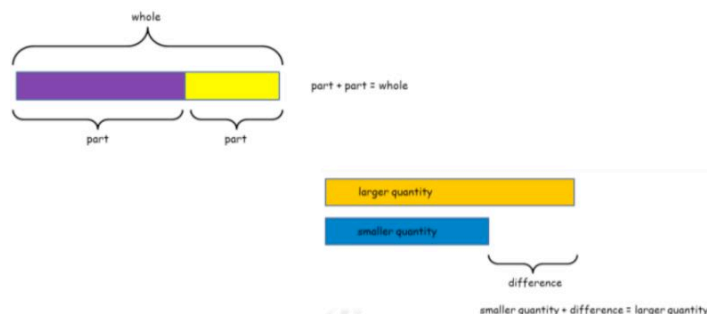 whole
part + part = whole
part part
larger quantity
smaller quantity
difference
smaller quantity + difference = larger quantity